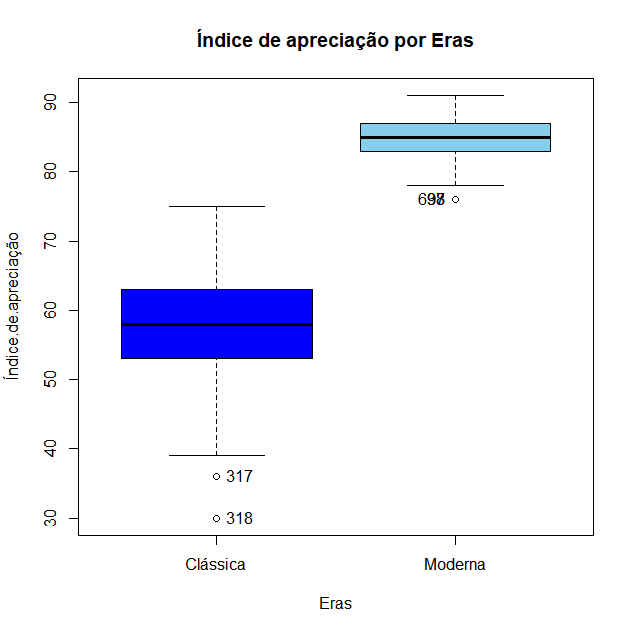 Índice de apreciação por Eras
Índice.de.apreciação
90
80
70
60
50
40
30
317
318
Clássica
Moderna
Eras